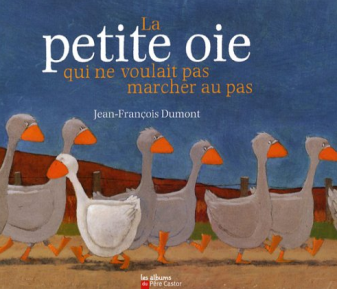 La
petite oie
qui ne voulait pas
marcher au pas
Jean-François Dumont
les albums
du Père Castor